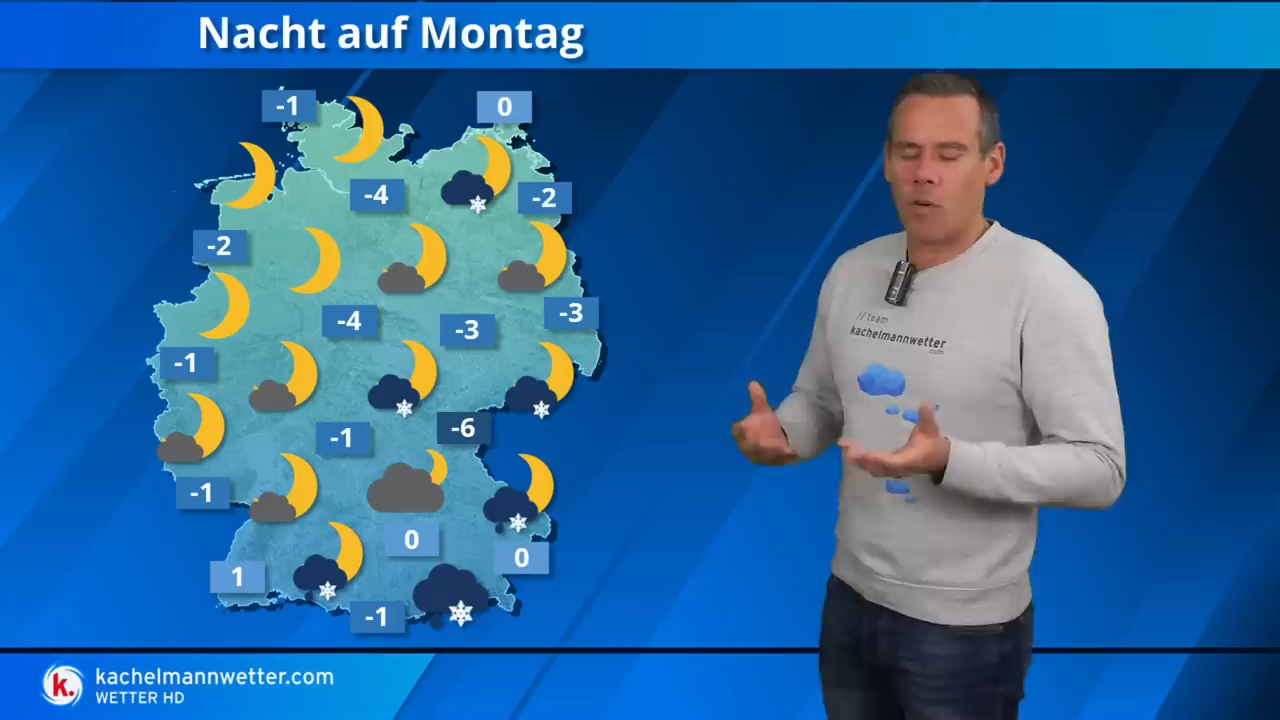 Nacht auf Montag
-1
0
-4
-2
-2
-4
-3
-3
-1
-1
-6
-1
0
0
1
-1
// team
kachelmannwetter
.com
k.
kachelmannwetter.com
WETTER HD